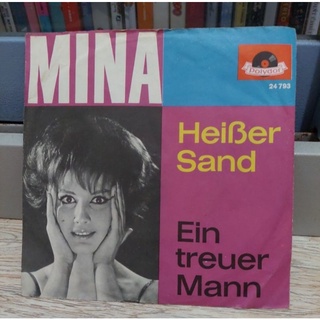 MINA
Polydor
24 793
Heißer
Sand
Ein
treuer
Mann